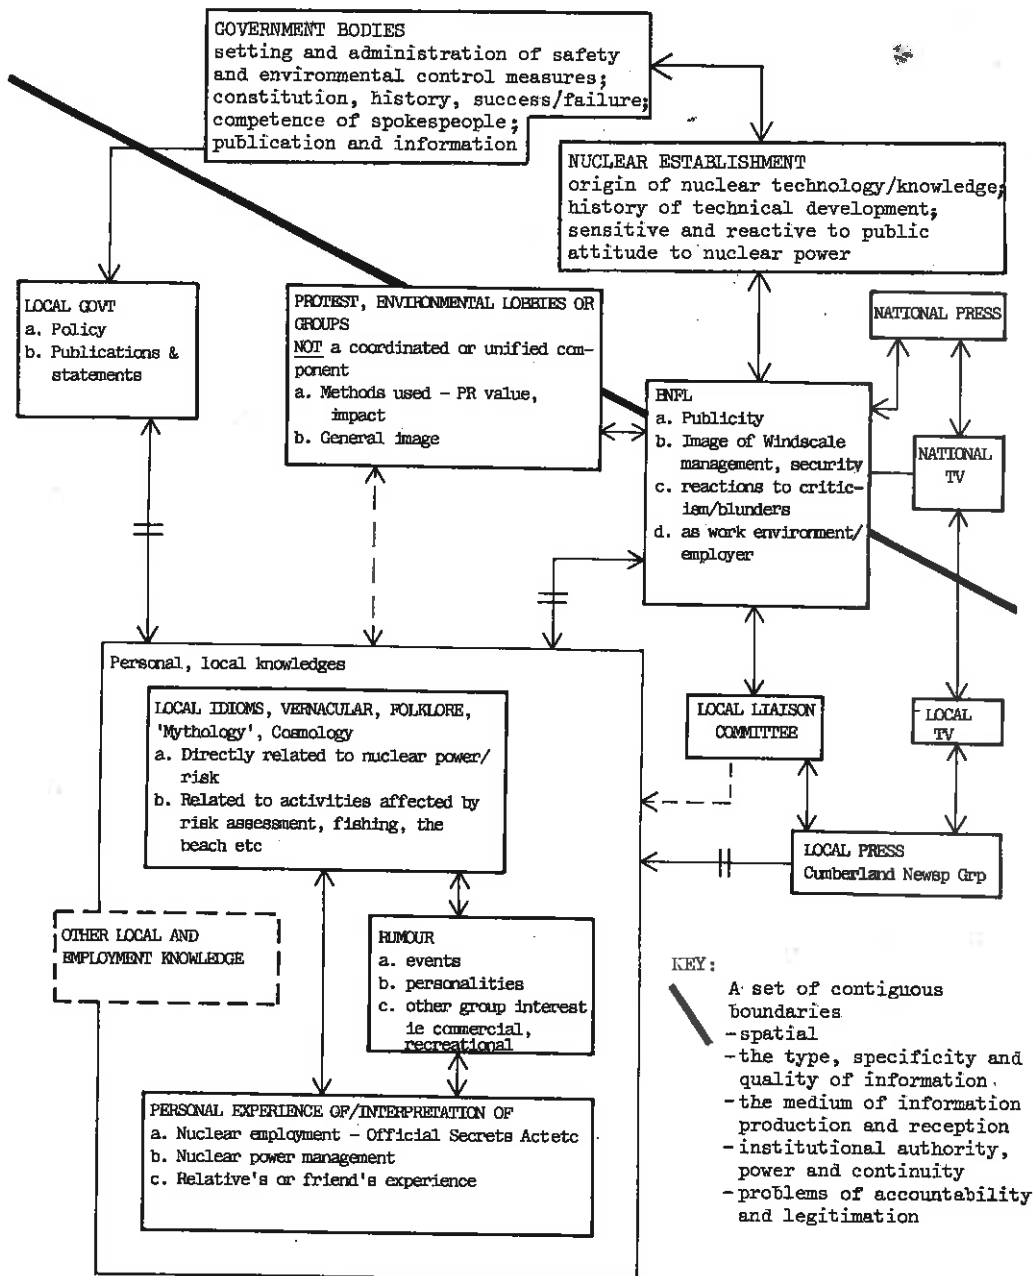 GOVERNMENT BODIES
setting and administration of safety
and environmental control measures;
constitution, history, success/failure;
competence of spokespeople;
publication and information
NUCLEAR ESTABLISHMENT
origin of nuclear technology/knowledge;
history of technical development;
sensitive and reactive to public
attitude to nuclear power
LOCAL GOVT
a. Policy
b. Publications &
statements
PROTEST, ENVIRONMENTAL LOBBIES OR
GROUPS
NOT a coordinated or unified com-
ponent
a. Methods used - PR value,
impact
b. General image
NATIONAL PRESS
BNFL
a. Publicity
b. Image of Windscale
management, security
c. reactions to critic-
ism/blunders
d. as work environment/
employer
NATIONAL
TV
Personal, local knowledges
LOCAL IDIOMS, VERNACULAR, FOLKLORE,
'Mythology', Cosmology
a. Directly related to nuclear power/
risk
b. Related to activities affected by
risk assessment, fishing, the
beach etc
LOCAL LIAISON
COMMITTEE
LOCAL
TV
LOCAL PRESS
Cumberland Newsp Grp
OTHER LOCAL AND
EMPLOYMENT KNOWLEDGE
RUMOUR
a. events
b. personalities
c. other group interest
ie commercial,
recreational
PERSONAL EXPERIENCE OF/INTERPRETATION OF
a. Nuclear employment - Official Secrets Actetc
b. Nuclear power management
c. Relative's or friend's experience
KEY:
A set of contiguous
boundaries
-spatial
-the type, specificity and
quality of information
-the medium of information
production and reception
-institutional authority,
power and continuity
-problems of accountability
and legitimation